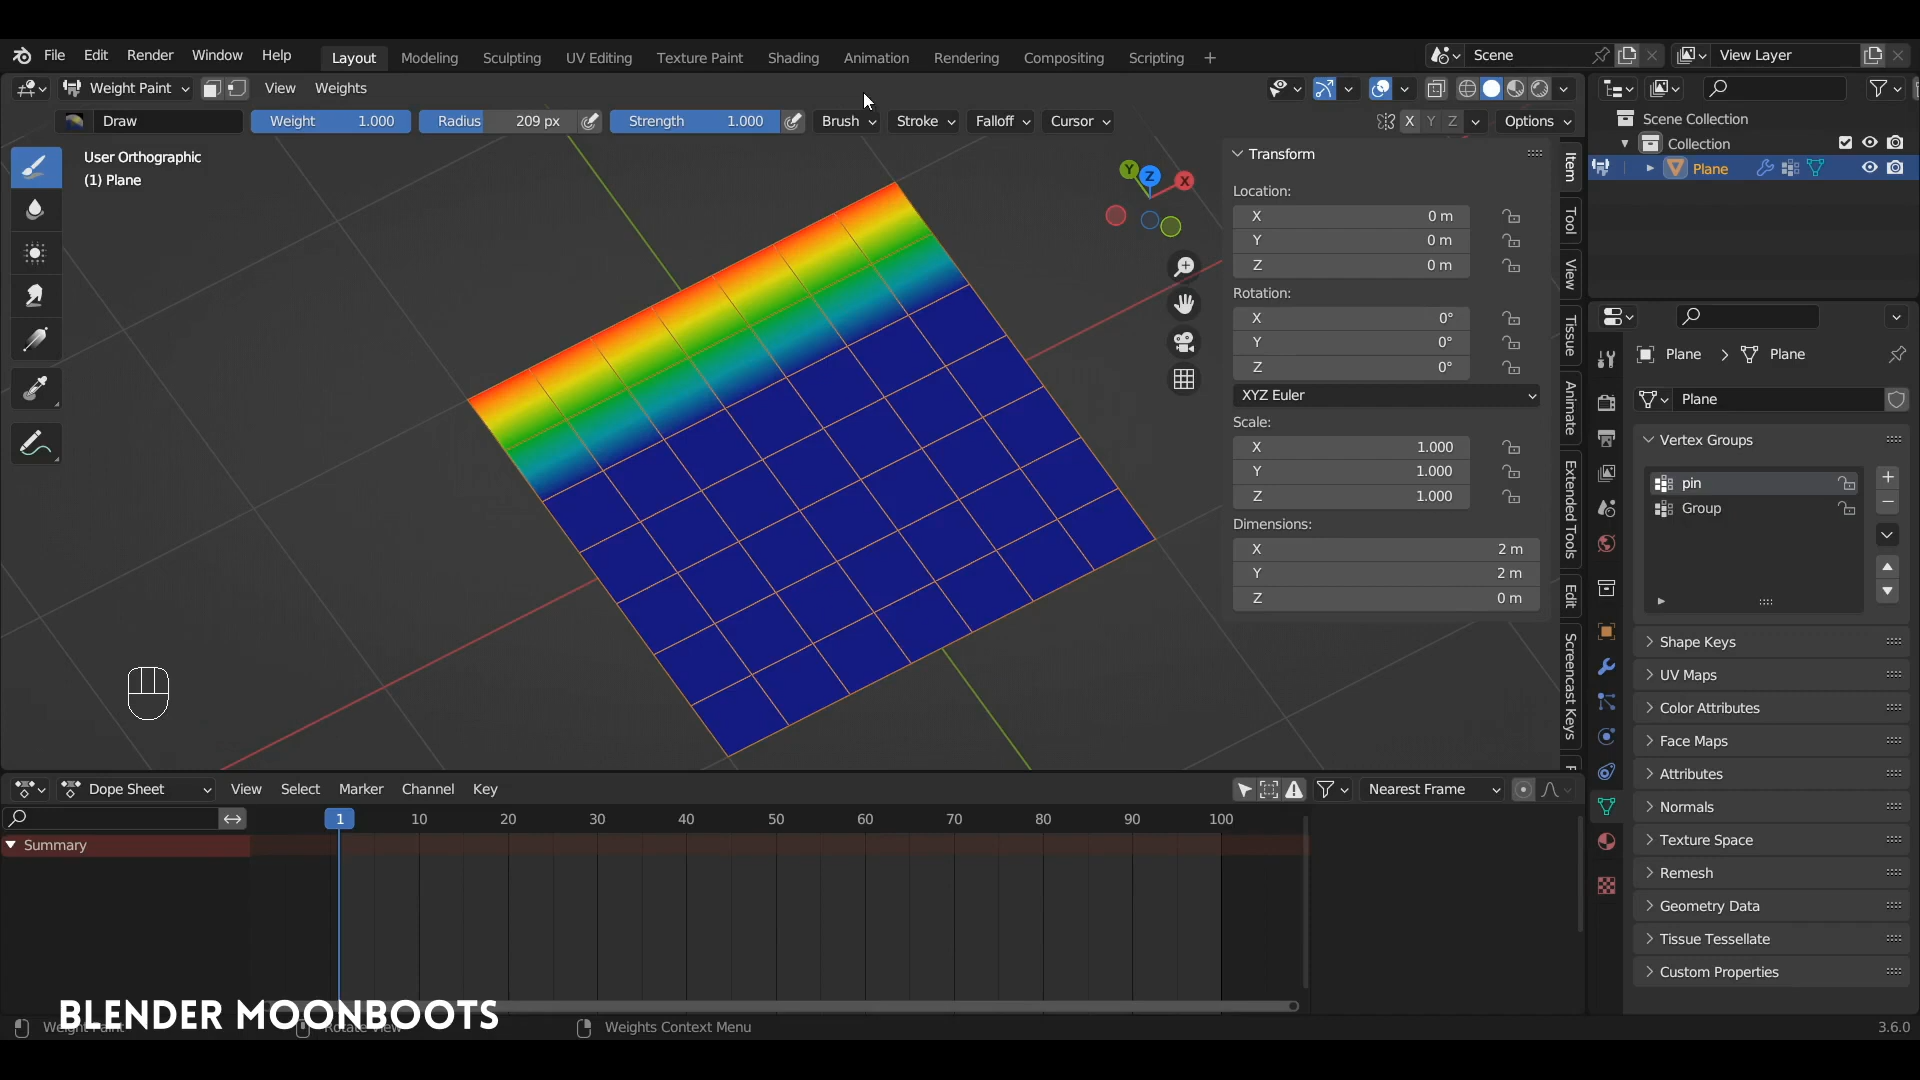 File Edit Render Window Help Layout Modeling Sculpting UV Editing Texture Paint Shading Animation Rendering Compositing Scripting + Scene View Layer
Weight Paint View Weights
Draw Weight 1.000 Radius 209 px Strength 1.000 Brush Stroke Falloff Cursor X Y Z Options
User Orthographic
(1) Plane
Y Z X
Transform
Location:
X 0 m
Y 0 m
Z 0 m
Rotation:
X 0°
Y 0°
Z 0°
XYZ Euler
Scale:
X 1.000
Y 1.000
Z 1.000
Dimensions:
X 2 m
Y 2 m
Z 0 m
Item
Tool
View
Tissue
Animate
Extended Tools
Edit
Screencast Keys
Scene Collection
Collection
Plane
Plane > Plane
Plane
Vertex Groups
pin
Group
Shape Keys
UV Maps
Color Attributes
Face Maps
Attributes
Normals
Texture Space
Remesh
Geometry Data
Tissue Tessellate
Custom Properties
Dope Sheet View Select Marker Channel Key Nearest Frame
1 10 20 30 40 50 60 70 80 90 100
Summary
BLENDER MOONBOOTS
Weights Context Menu
3.6.0